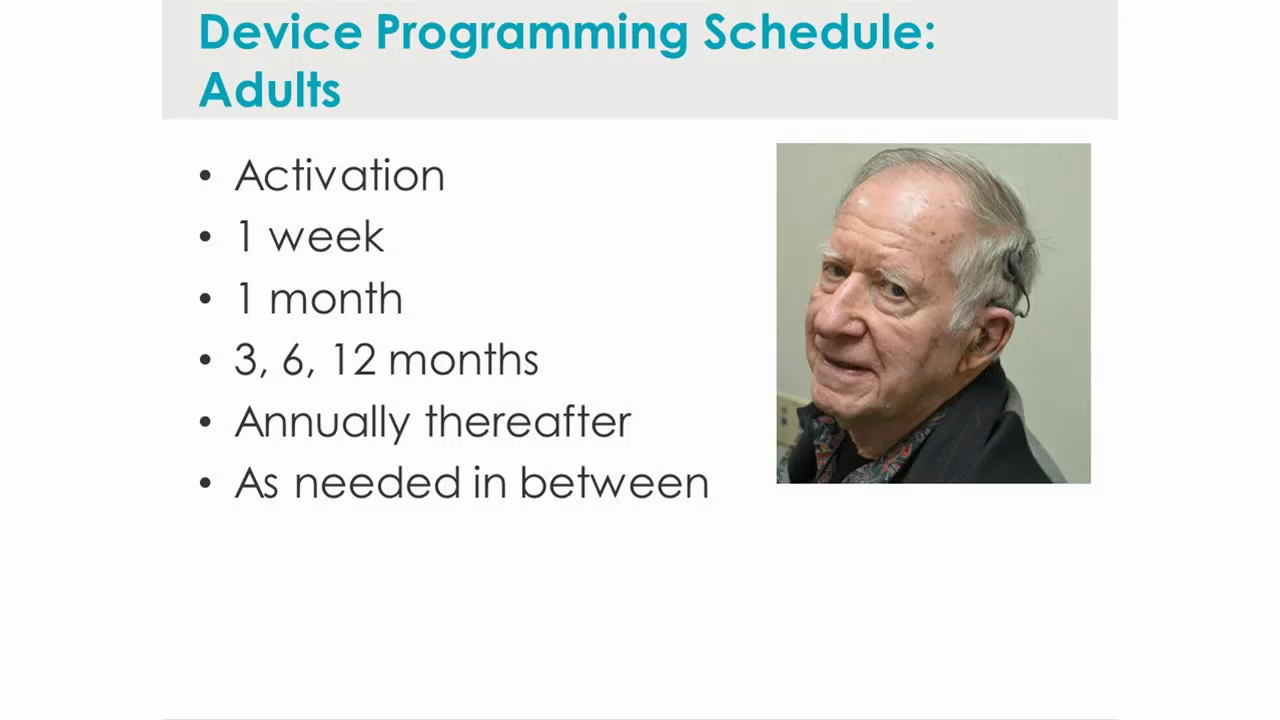 Device Programming Schedule:
Adults
• Activation
• 1 week
• 1 month
• 3, 6, 12 months
• Annually thereafter
• As needed in between